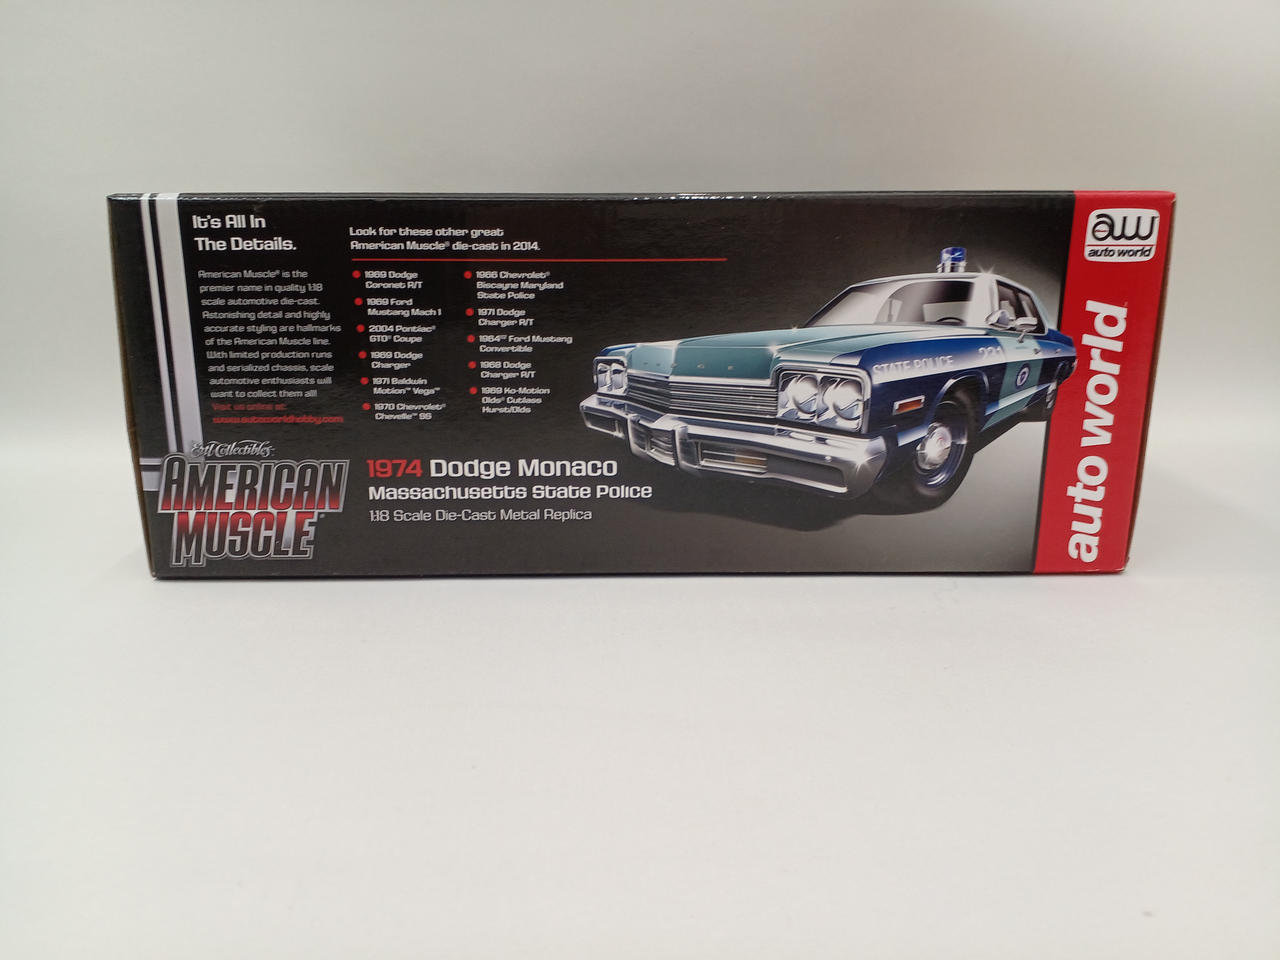 It's All In
The Details.
American Muscle® is the
premier name in quality 1:18
scale automotive die-cast.
Astonishing detail and highly
accurate styling are hallmarks
of the American Muscle line.
With limited production runs
and serialized chassis, scale
automotive enthusiasts will
want to collect them all!
Visit us online at:
www.autoworldhobby.com
Look for these other great
American Muscle® die-cast in 2014.
1969 Dodge
Coronet R/T
1969 Ford
Mustang Mach 1
2004 Pontiac®
GTO® Coupe
1969 Dodge
Charger
1971 Baldwin
Motion™ Vega™
1970 Chevrolet®
Chevelle™ SS
1966 Chevrolet®
Biscayne Maryland
State Police
1971 Dodge
Charger R/T
1964½ Ford Mustang
Convertible
1968 Dodge
Charger R/T
1969 Ko-Motion
Olds® Cutlass
Hurst/Olds
Ertl Collectibles
AMERICAN
MUSCLE
1974 Dodge Monaco
Massachusetts State Police
1:18 Scale Die-Cast Metal Replica
DODGE
STATE POLICE
231
aw
auto world
auto world™